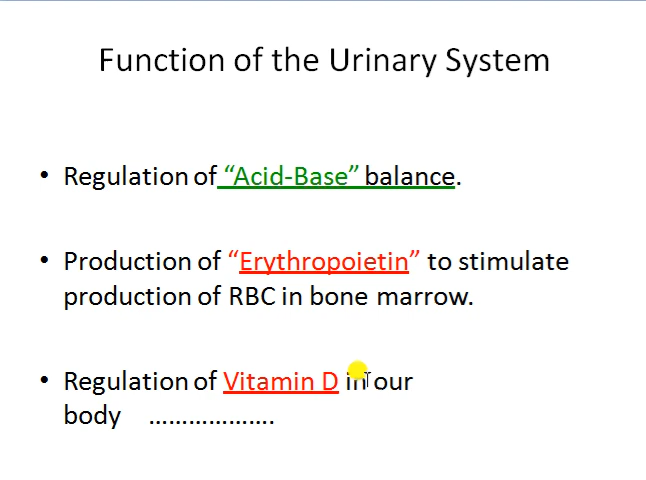 Function of the Urinary System
• Regulation of “Acid-Base” balance.
• Production of “Erythropoietin” to stimulate
production of RBC in bone marrow.
• Regulation of Vitamin D in our
body ...................